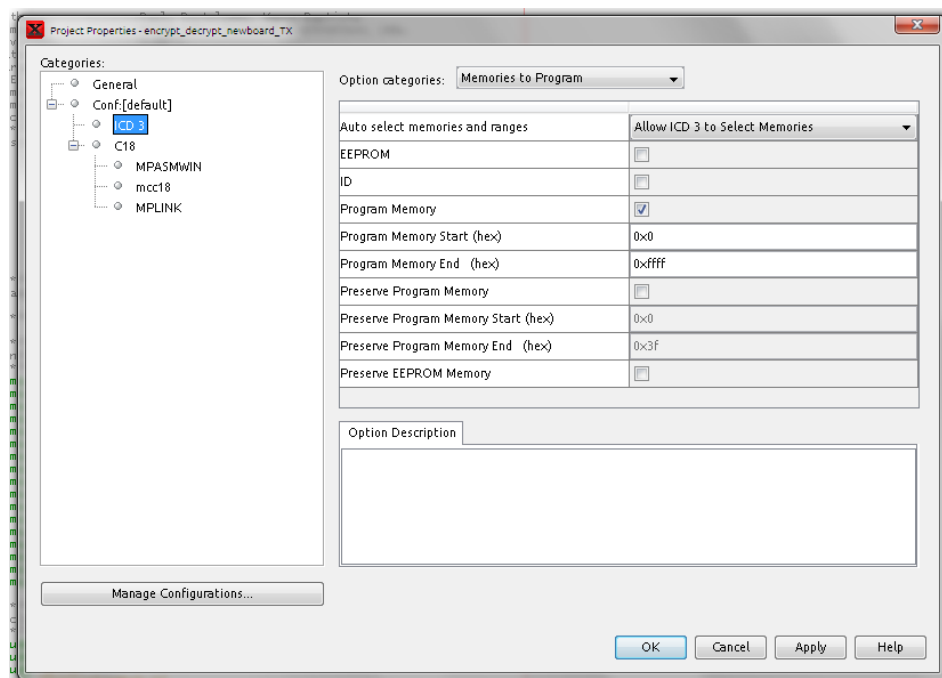 Project Properties - encrypt_decrypt_newboard_TX
Categories:
General
Conf:[default]
ICD 3
C18
MPASMWIN
mcc18
MPLINK
Manage Configurations...
Option categories: Memories to Program
Auto select memories and ranges Allow ICD 3 to Select Memories
EEPROM
ID
Program Memory
Program Memory Start (hex) 0x0
Program Memory End (hex) 0xffff
Preserve Program Memory
Preserve Program Memory Start (hex) 0x0
Preserve Program Memory End (hex) 0x3f
Preserve EEPROM Memory
Option Description
OK Cancel Apply Help